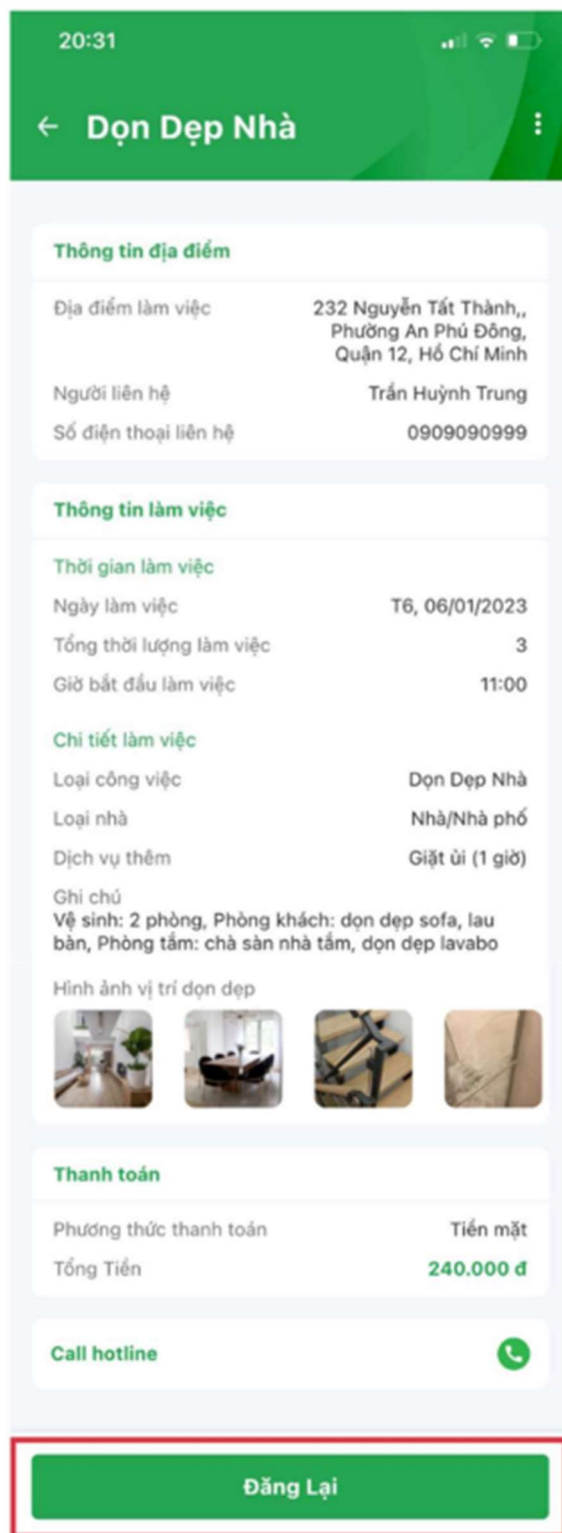 20:31
Dọn Dẹp Nhà
Thông tin địa điểm
Địa điểm làm việc 232 Nguyễn Tất Thành,,
Phường An Phú Đông,
Quận 12, Hồ Chí Minh
Người liên hệ Trần Huỳnh Trung
Số điện thoại liên hệ 0909090999
Thông tin làm việc
Thời gian làm việc
Ngày làm việc T6, 06/01/2023
Tổng thời lượng làm việc 3
Giờ bắt đầu làm việc 11:00
Chi tiết làm việc
Loại công việc Dọn Dẹp Nhà
Loại nhà Nhà/Nhà phố
Dịch vụ thêm Giặt ủi (1 giờ)
Ghi chú
Vệ sinh: 2 phòng, Phòng khách: dọn dẹp sofa, lau
bàn, Phòng tắm: chà sàn nhà tắm, dọn dẹp lavabo
Hình ảnh vị trí dọn dẹp
Thanh toán
Phương thức thanh toán Tiền mặt
Tổng Tiền 240.000 đ
Call hotline
Đăng Lại